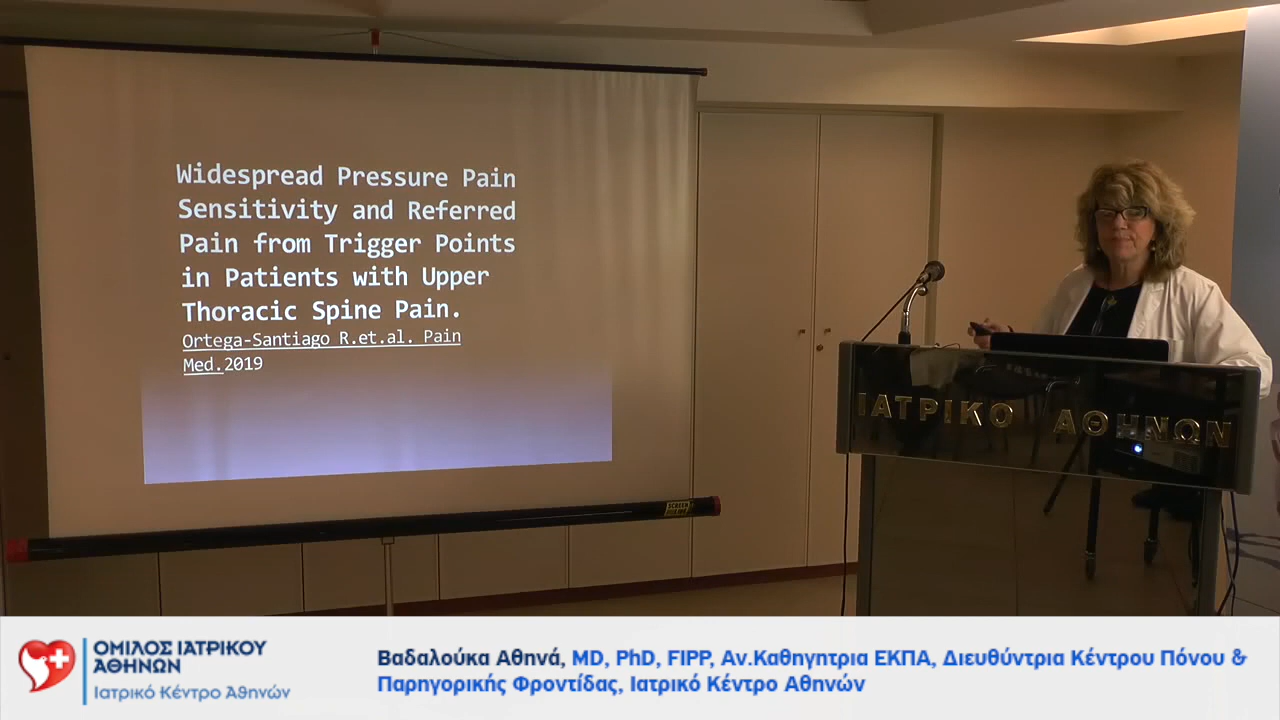 Widespread Pressure Pain
Sensitivity and Referred
Pain from Trigger Points
in Patients with Upper
Thoracic Spine Pain.
Ortega-Santiago R.et.al. Pain
Med.2019
ΙΑΤΡΙΚΟ ΑΘΗΝΩΝ
ΟΜΙΛΟΣ ΙΑΤΡΙΚΟΥ
ΑΘΗΝΩΝ
Ιατρικό Κέντρο Αθηνών
Βαδαλούκα Αθηνά, MD, PhD, FIPP, Αν.Καθηγητρια ΕΚΠΑ, Διευθύντρια Κέντρου Πόνου &
Παρηγορικής Φροντίδας, Ιατρικό Κέντρο Αθηνών